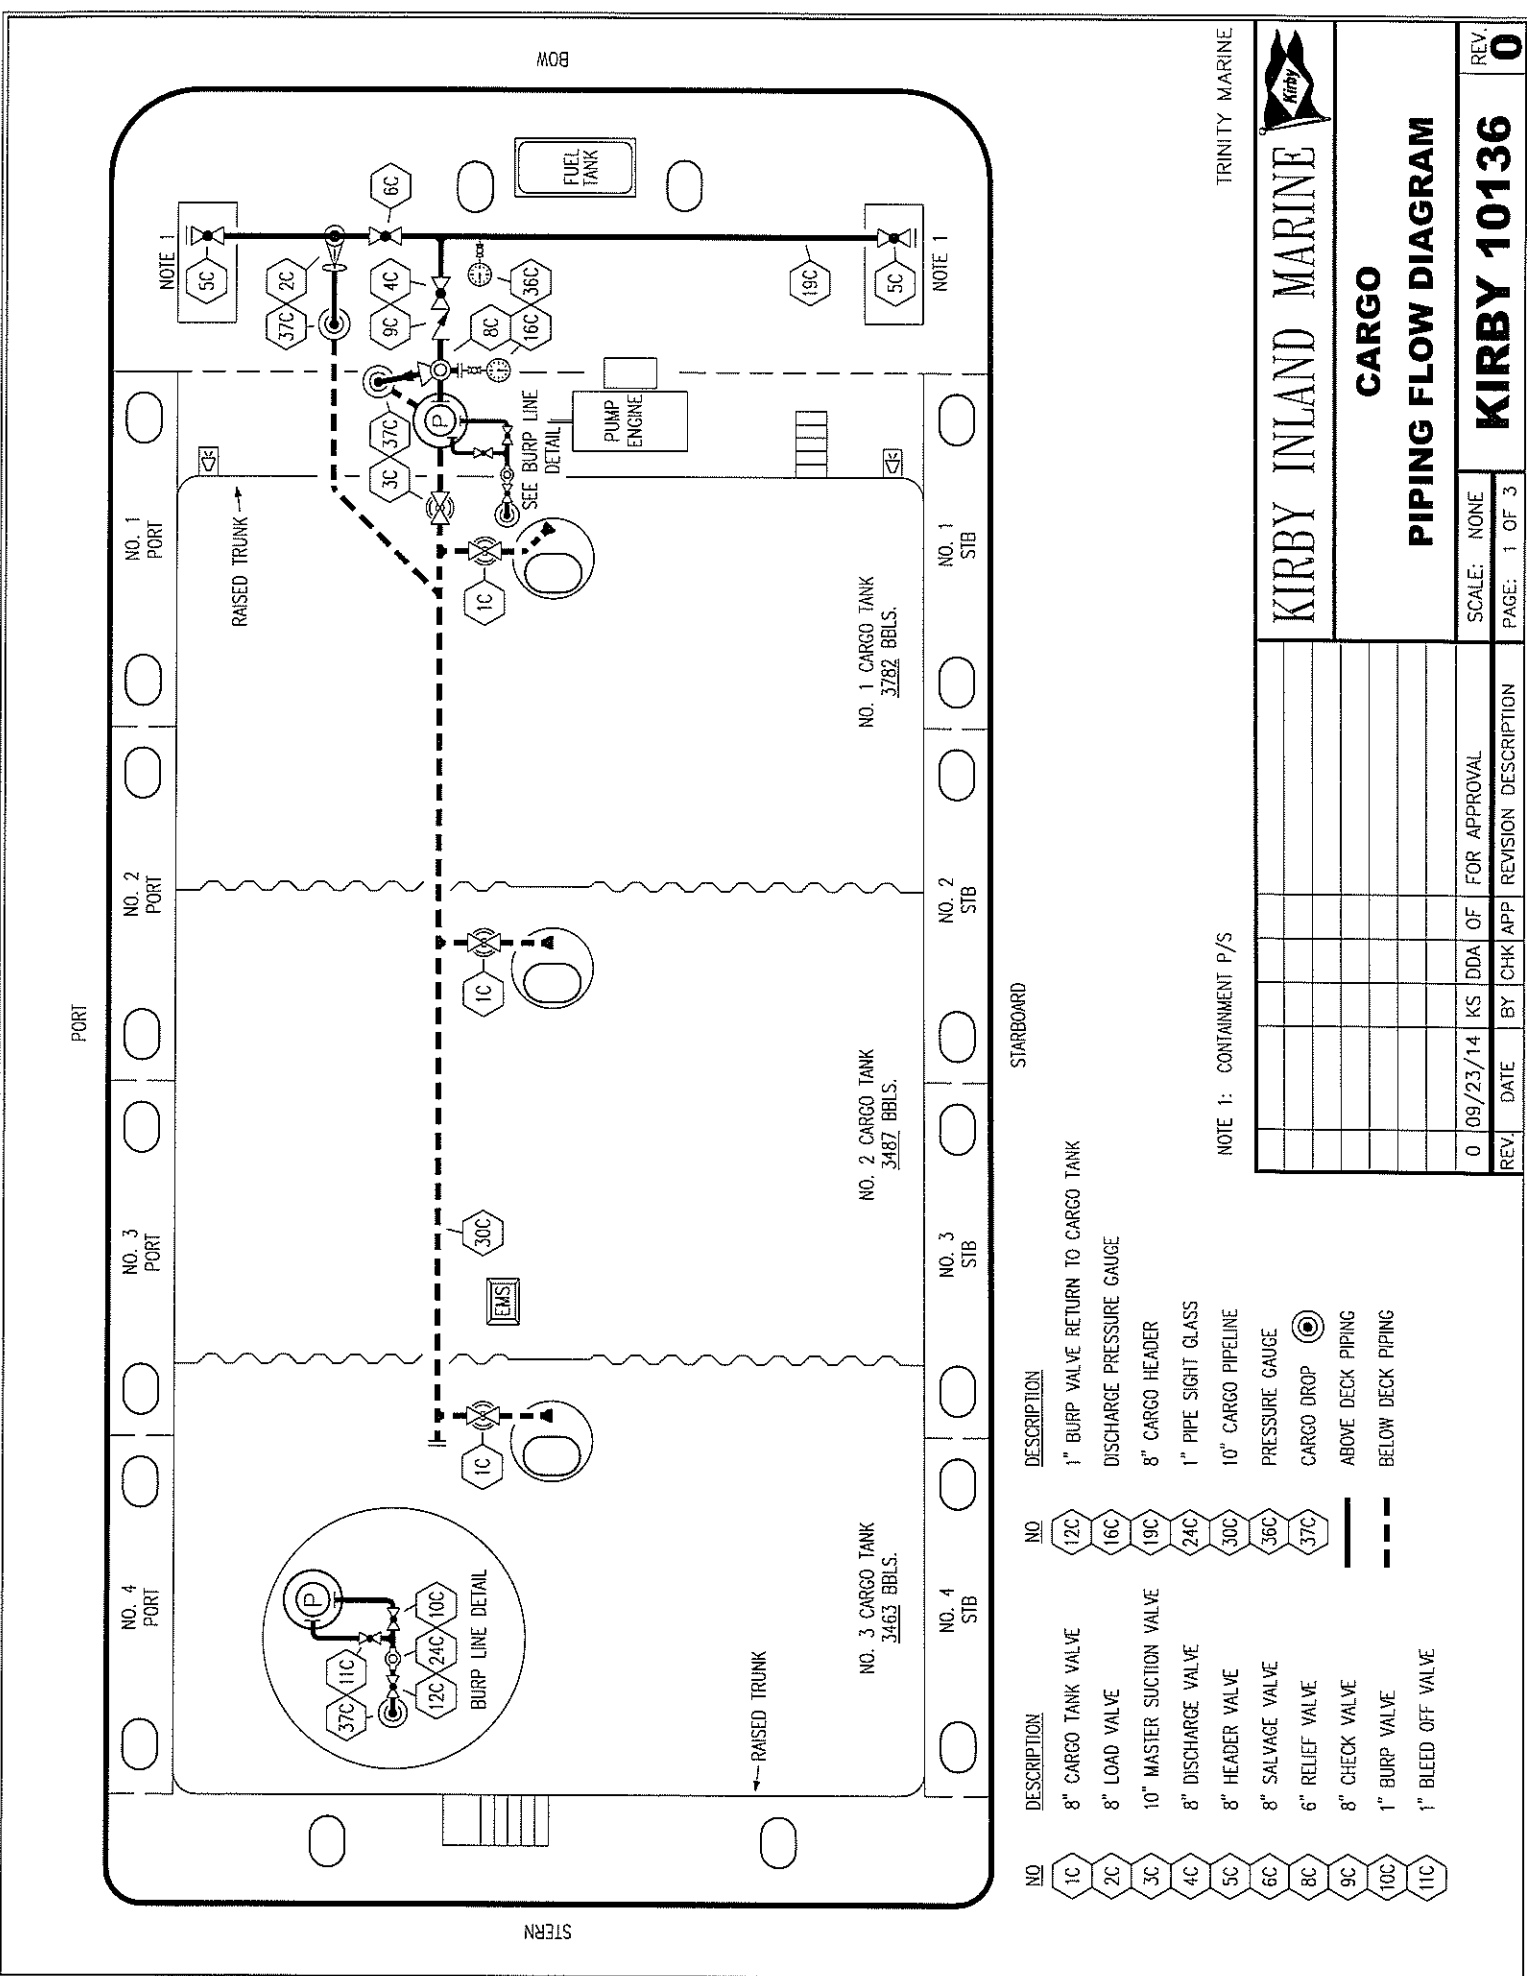 PORT
BOW
STERN
STARBOARD
NO. 4
PORT
NO. 3
PORT
NO. 2
PORT
NO. 1
PORT
NOTE 1
5C
RAISED TRUNK
37C
2C
6C
9C
4C
36C
8C
16C
37C
3C
P
FUEL
TANK
SEE BURP LINE
DETAIL
PUMP
ENGINE
1C
1C
1C
30C
EMS
19C
5C
NOTE 1
P
37C
11C
12C
24C
10C
BURP LINE DETAIL
NO. 3 CARGO TANK
3463 BBLS.
NO. 2 CARGO TANK
3487 BBLS.
NO. 1 CARGO TANK
3782 BBLS.
RAISED TRUNK
NO. 4
STB
NO. 3
STB
NO. 2
STB
NO. 1
STB
NO DESCRIPTION
1C 8" CARGO TANK VALVE
2C 8" LOAD VALVE
3C 10" MASTER SUCTION VALVE
4C 8" DISCHARGE VALVE
5C 8" HEADER VALVE
6C 8" SALVAGE VALVE
8C 6" RELIEF VALVE
9C 8" CHECK VALVE
10C 1" BURP VALVE
11C 1" BLEED OFF VALVE
NO DESCRIPTION
12C 1" BURP VALVE RETURN TO CARGO TANK
16C DISCHARGE PRESSURE GAUGE
19C 8" CARGO HEADER
24C 1" PIPE SIGHT GLASS
30C 10" CARGO PIPELINE
36C PRESSURE GAUGE
37C CARGO DROP
ABOVE DECK PIPING
BELOW DECK PIPING
NOTE 1: CONTAINMENT P/S
TRINITY MARINE
KIRBY INLAND MARINE
Kirby
CARGO
PIPING FLOW DIAGRAM
0 09/23/14 KS DDA OF FOR APPROVAL
REV. DATE BY CHK APP REVISION DESCRIPTION
SCALE: NONE
PAGE: 1 OF 3
KIRBY 10136
REV.
0